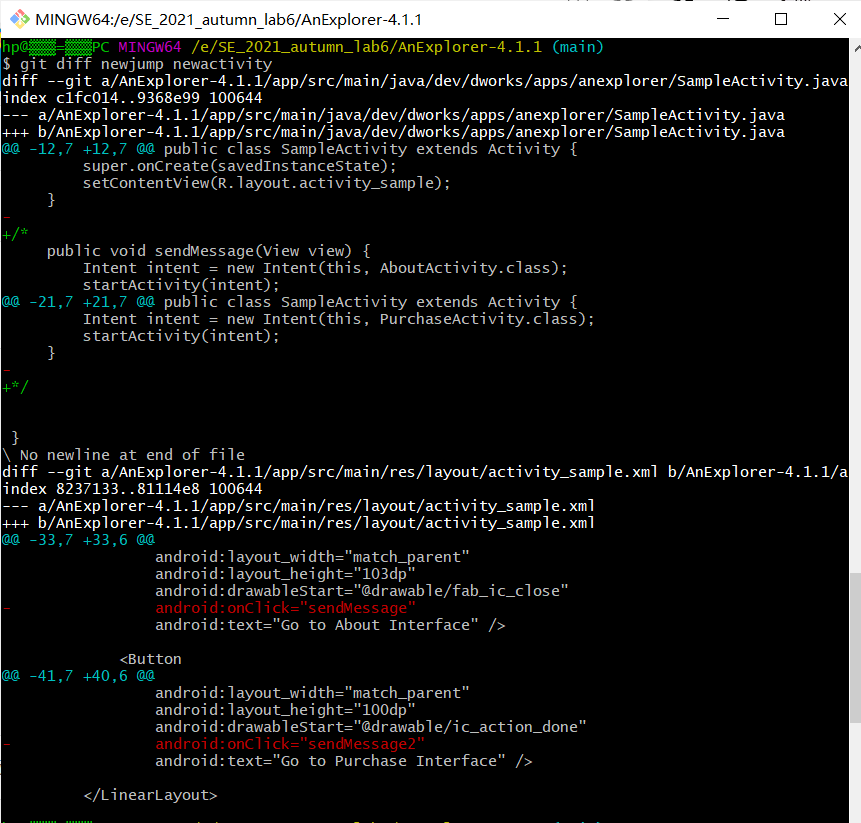 MINGW64:/e/SE_2021_autumn_lab6/AnExplorer-4.1.1
hp@▒▒▒=▒▒▒PC MINGW64 /e/SE_2021_autumn_lab6/AnExplorer-4.1.1 (main)
$ git diff newjump newactivity
diff --git a/AnExplorer-4.1.1/app/src/main/java/dev/dworks/apps/anexplorer/SampleActivity.java
index c1fc014..9368e99 100644
--- a/AnExplorer-4.1.1/app/src/main/java/dev/dworks/apps/anexplorer/SampleActivity.java
+++ b/AnExplorer-4.1.1/app/src/main/java/dev/dworks/apps/anexplorer/SampleActivity.java
@@ -12,7 +12,7 @@ public class SampleActivity extends Activity {
         super.onCreate(savedInstanceState);
         setContentView(R.layout.activity_sample);
     }
-
+/*
     public void sendMessage(View view) {
         Intent intent = new Intent(this, AboutActivity.class);
         startActivity(intent);
@@ -21,7 +21,7 @@ public class SampleActivity extends Activity {
         Intent intent = new Intent(this, PurchaseActivity.class);
         startActivity(intent);
     }
-
+*/
 }
\ No newline at end of file
diff --git a/AnExplorer-4.1.1/app/src/main/res/layout/activity_sample.xml b/AnExplorer-4.1.1/a
index 8237133..81114e8 100644
--- a/AnExplorer-4.1.1/app/src/main/res/layout/activity_sample.xml
+++ b/AnExplorer-4.1.1/app/src/main/res/layout/activity_sample.xml
@@ -33,7 +33,6 @@
                 android:layout_width="match_parent"
                 android:layout_height="103dp"
                 android:drawableStart="@drawable/fab_ic_close"
-                android:onClick="sendMessage"
                 android:text="Go to About Interface" />
             <Button
@@ -41,7 +40,6 @@
                 android:layout_width="match_parent"
                 android:layout_height="100dp"
                 android:drawableStart="@drawable/ic_action_done"
-                android:onClick="sendMessage2"
                 android:text="Go to Purchase Interface" />
         </LinearLayout>